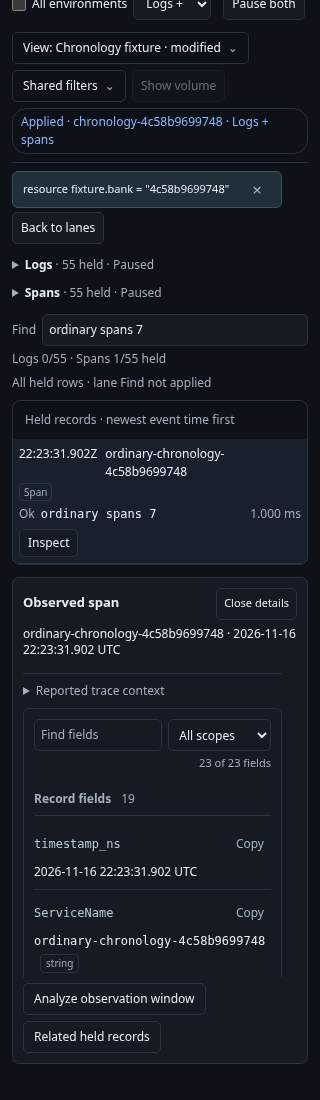 All environments Logs + Pause both
View: Chronology fixture · modified
Shared filters Show volume
Applied · chronology-4c58b9699748 · Logs +
spans
resource fixture.bank = "4c58b9699748" ×
Back to lanes
Logs · 55 held · Paused
Spans · 55 held · Paused
Find ordinary spans 7
Logs 0/55 · Spans 1/55 held
All held rows · lane Find not applied
Held records · newest event time first
22:23:31.902Z ordinary-chronology-
4c58b9699748
Span
Ok ordinary spans 7 1.000 ms
Inspect
Observed span Close details
ordinary-chronology-4c58b9699748 · 2026-11-16
22:23:31.902 UTC
Reported trace context
Find fields All scopes
23 of 23 fields
Record fields 19
timestamp_ns Copy
2026-11-16 22:23:31.902 UTC
ServiceName Copy
ordinary-chronology-4c58b9699748
string
Analyze observation window
Related held records